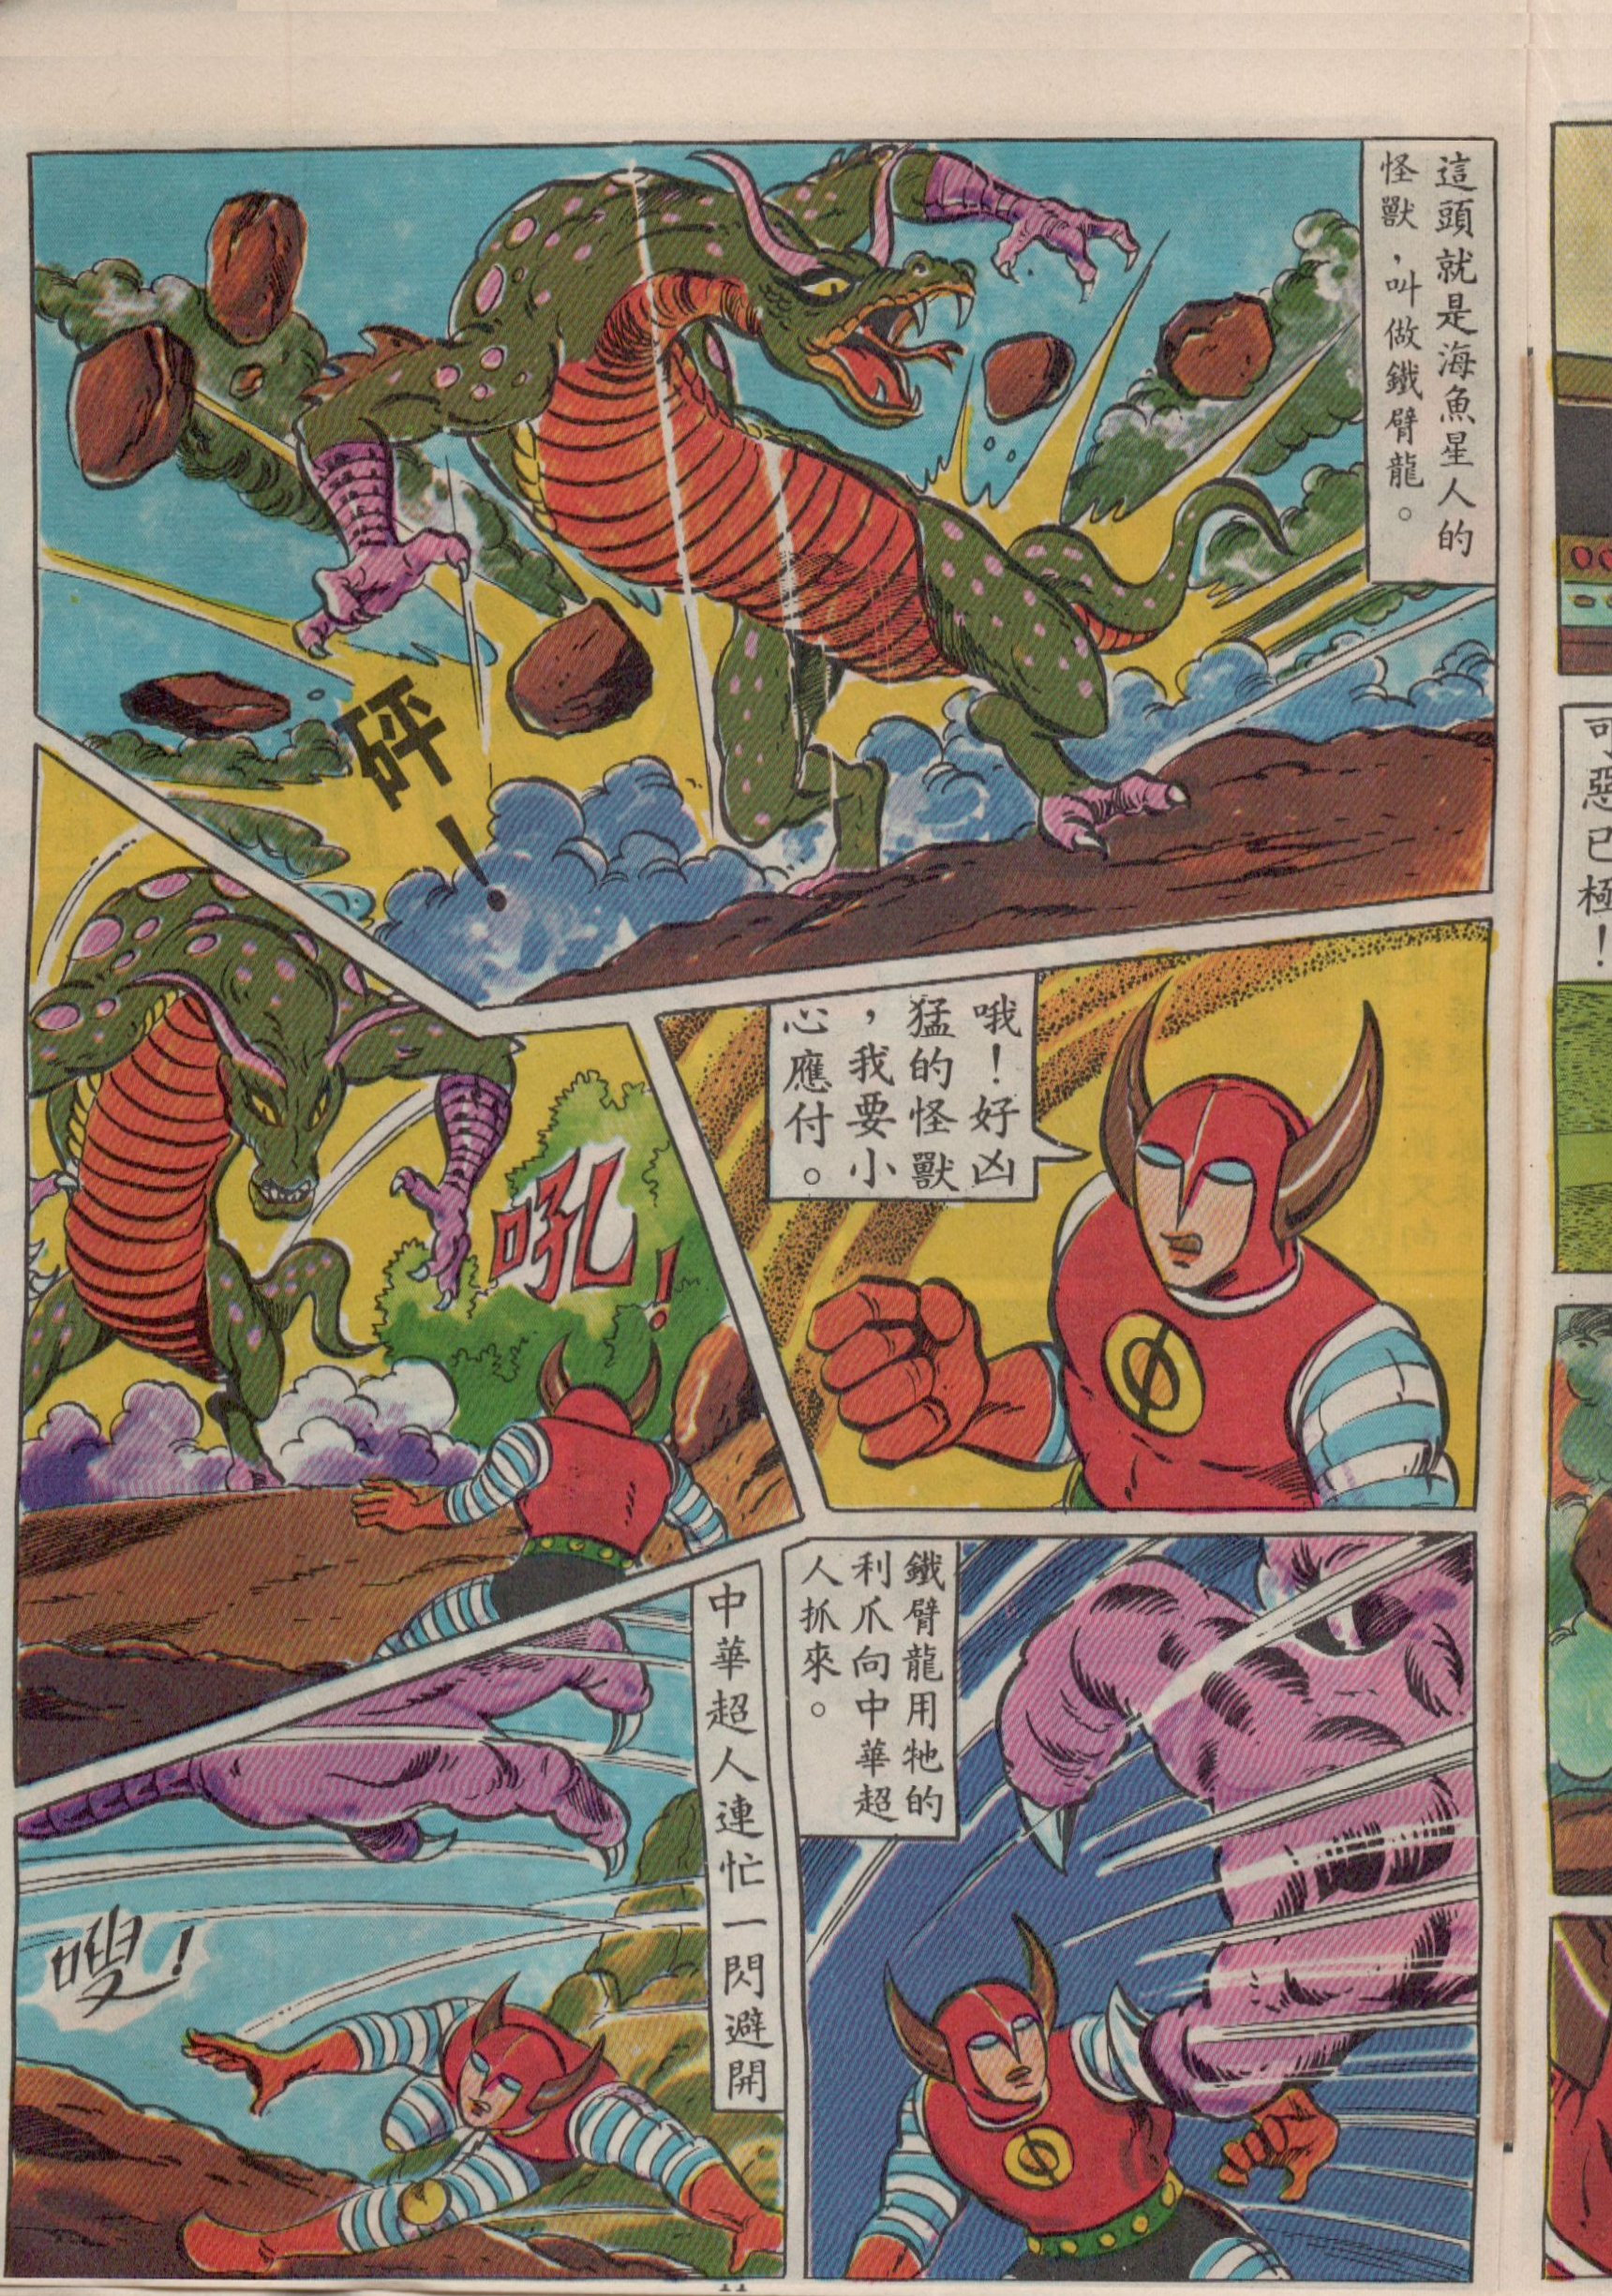 這頭就是海魚星人的
怪獸，叫做鐵臂龍。
砰！
哦！好凶
猛的怪獸
，我要小
心應付。
吼！
鐵臂龍用牠的
利爪向中華超
人抓來。
中華超人連忙一閃避開
嗖！
惡已極！